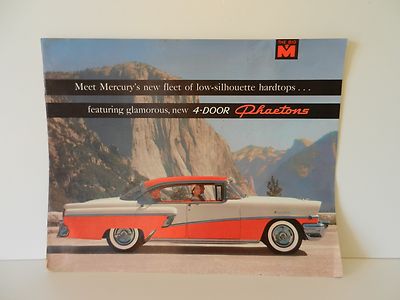 THE BIG
M
Meet Mercury's new fleet of low-silhouette hardtops . . .
featuring glamorous, new 4-DOOR Phaetons